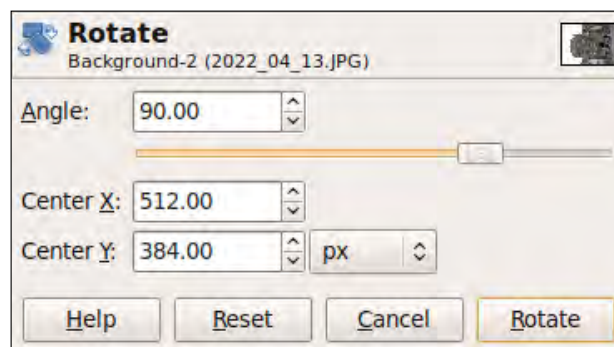 Rotate
Background-2 (2022_04_13.JPG)
Angle: 90.00
Center X: 512.00
Center Y: 384.00 px
Help Reset Cancel Rotate